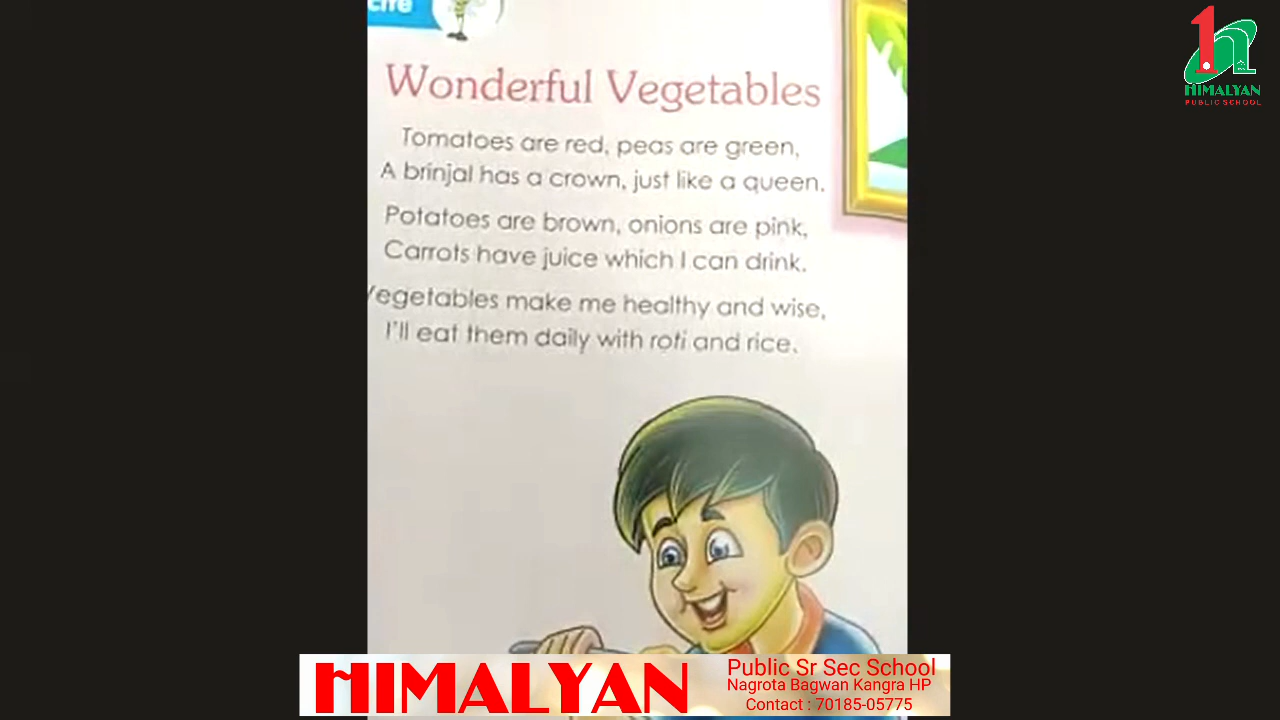 Wonderful Vegetables
Tomatoes are red, peas are green,
A brinjal has a crown, just like a queen.
Potatoes are brown, onions are pink,
Carrots have juice which I can drink.
Vegetables make me healthy and wise,
I'll eat them daily with roti and rice.
HIMALYAN
PUBLIC SCHOOL
HIMALYAN
Public Sr Sec School
Nagrota Bagwan Kangra HP
Contact : 70185-05775